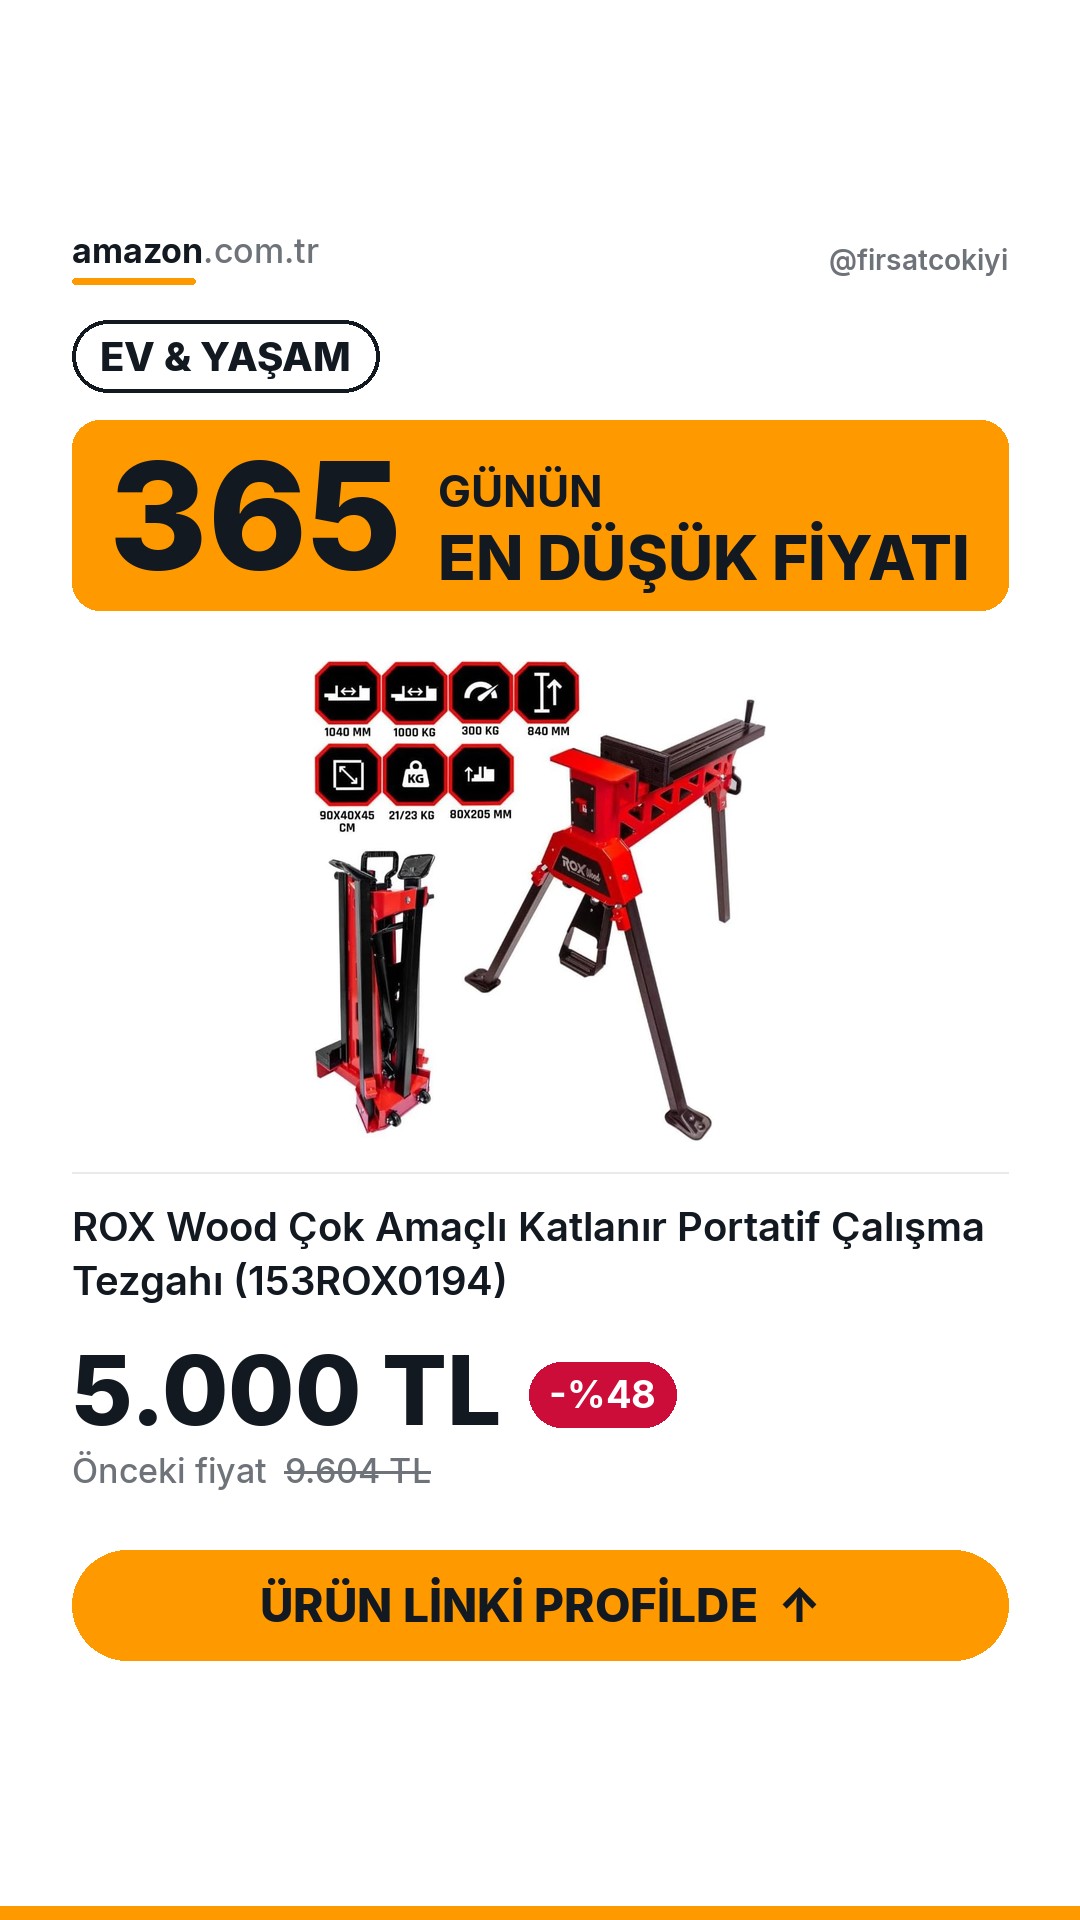 amazon.com.tr
@firsatcokiyi
EV & YAŞAM
365
GÜNÜN
EN DÜŞÜK FİYATI
1040 MM
1000 KG
300 KG
840 MM
KG
90X40X45
CM
21/23 KG
80X205 MM
ROX Wood
ROX Wood Çok Amaçlı Katlanır Portatif Çalışma
Tezgahı (153ROX0194)
5.000 TL
-%48
Önceki fiyat 9.604 TL
ÜRÜN LİNKİ PROFİLDE ↑